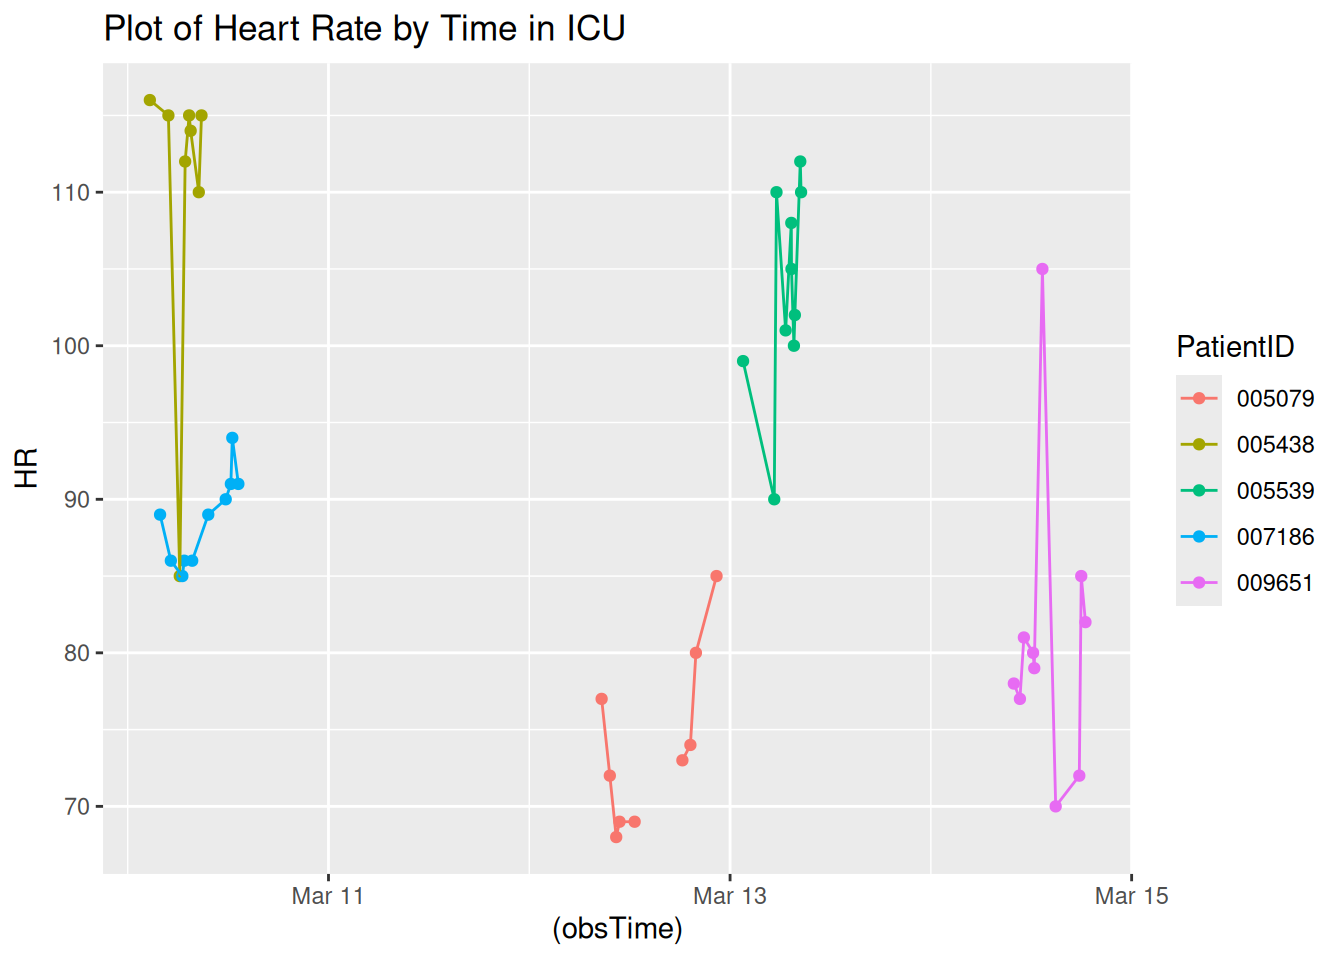 Plot of Heart Rate by Time in ICU
HR
110
100
90
80
70
Mar 11
Mar 13
Mar 15
(obsTime)
PatientID
005079
005438
005539
007186
009651